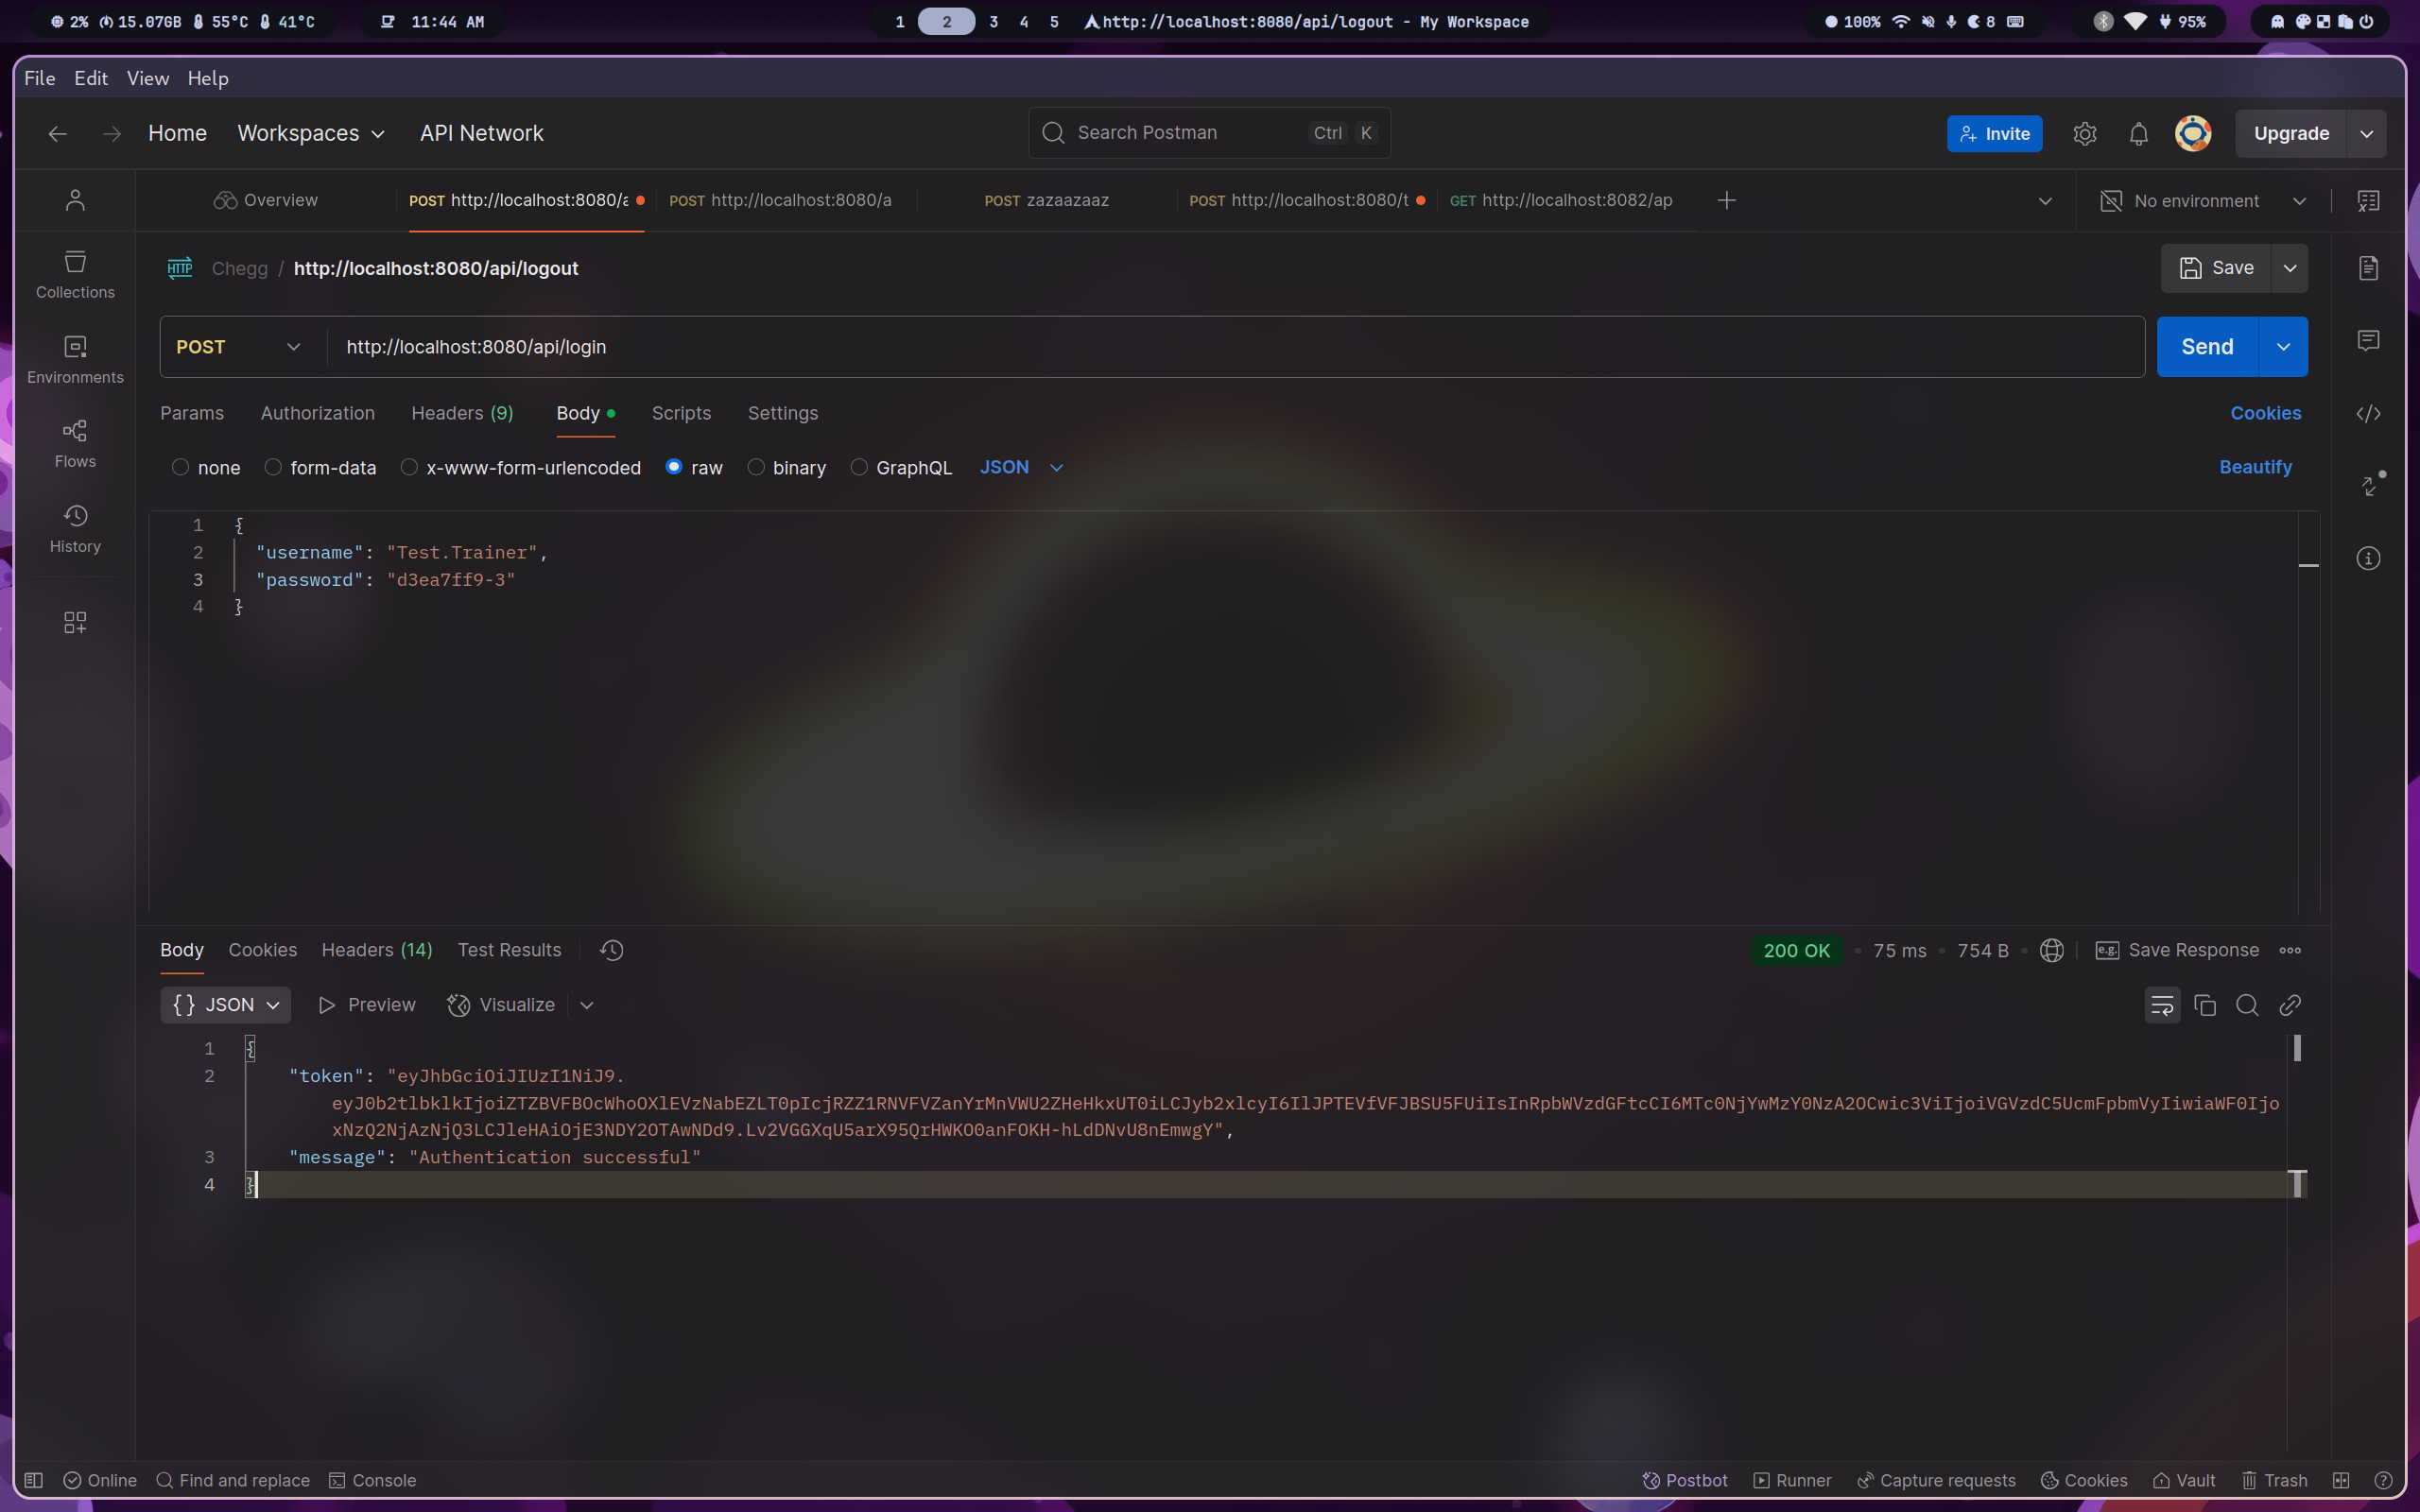 2% 15.07GB 55°C 41°C 11:44 AM 1 2 3 4 5 http://localhost:8080/api/logout - My Workspace 100% 8 95%
File Edit View Help
Home Workspaces API Network Search Postman Ctrl K Invite Upgrade
Overview POST http://localhost:8080/a POST http://localhost:8080/a POST zazaazaaz POST http://localhost:8080/t GET http://localhost:8082/ap No environment
HTTP Chegg / http://localhost:8080/api/logout Save
Collections
POST http://localhost:8080/api/login Send
Environments
Params Authorization Headers (9) Body Scripts Settings Cookies
Flows
none form-data x-www-form-urlencoded raw binary GraphQL JSON Beautify
History
1 {
2 "username": "Test.Trainer",
3 "password": "d3ea7ff9-3"
4 }
Body Cookies Headers (14) Test Results 200 OK 75 ms 754 B e.g. Save Response
{ } JSON Preview Visualize
1 {
2 "token": "eyJhbGciOiJIUzI1NiJ9.
eyJ0b2tlbklkIjoiZTZBVFBOcWhoOXlEVzNabEZLT0pIcjRZZ1RNVFVZanYrMnVWU2ZHeHkxUT0iLCJyb2xlcyI6IlJPTEVfVFJBSU5FUiIsInRpbWVzdGFtcCI6MTc0NjYwMzY0NzA2OCwic3ViIjoiVGVzdC5UcmFpbmVyIiwiaWF0Ijo
xNzQ2NjAzNjQ3LCJleHAiOjE3NDY2OTAwNDd9.Lv2VGGXqU5arX95QrHWKO0anFOKH-hLdDNvU8nEmwgY",
3 "message": "Authentication successful"
4 }
Online Find and replace Console Postbot Runner Capture requests Cookies Vault Trash